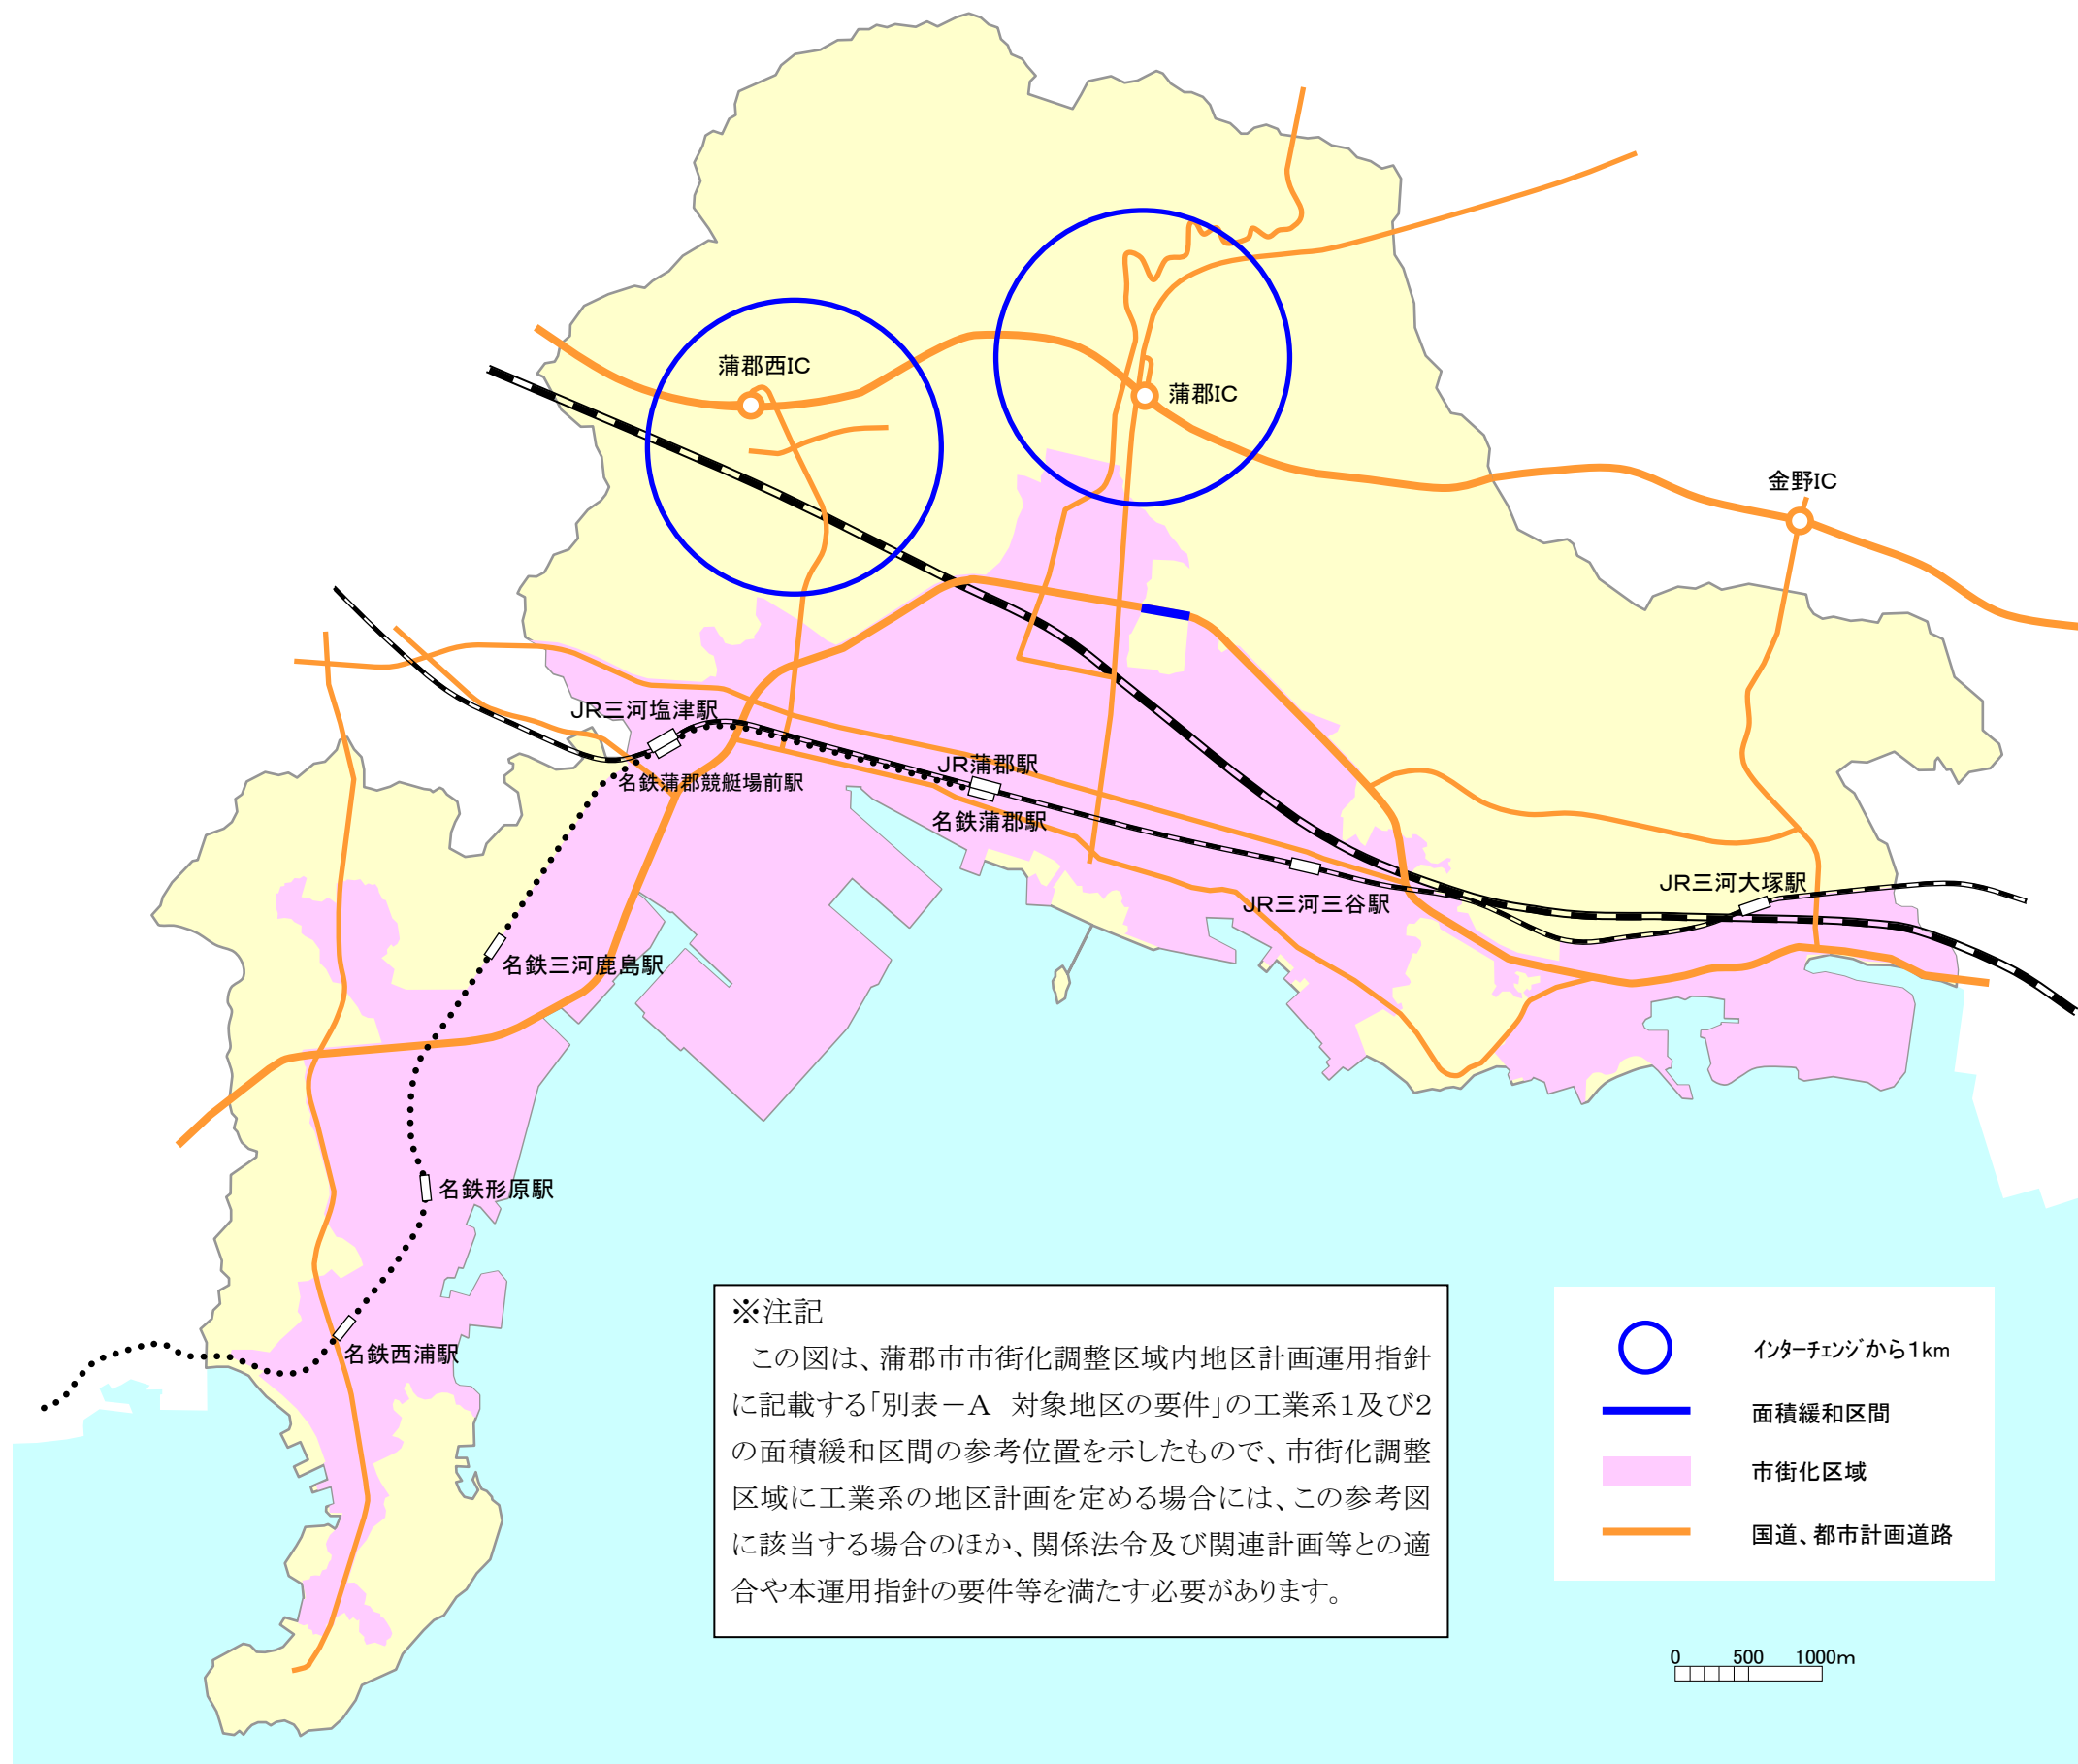 蒲郡西IC
蒲郡IC
金野IC
JR三河塩津駅
JR蒲郡駅
名鉄蒲郡競艇場前駅
名鉄蒲郡駅
JR三河大塚駅
JR三河三谷駅
名鉄三河鹿島駅
名鉄形原駅
名鉄西浦駅
※注記
この図は、蒲郡市市街化調整区域内地区計画運用指針
に記載する「別表－A　対象地区の要件」の工業系1及び2
の面積緩和区間の参考位置を示したもので、市街化調整
区域に工業系の地区計画を定める場合には、この参考図
に該当する場合のほか、関係法令及び関連計画等との適
合や本運用指針の要件等を満たす必要があります。
ｲﾝﾀｰﾁｪﾝｼﾞから1km
面積緩和区間
市街化区域
国道、都市計画道路
0 500 1000m